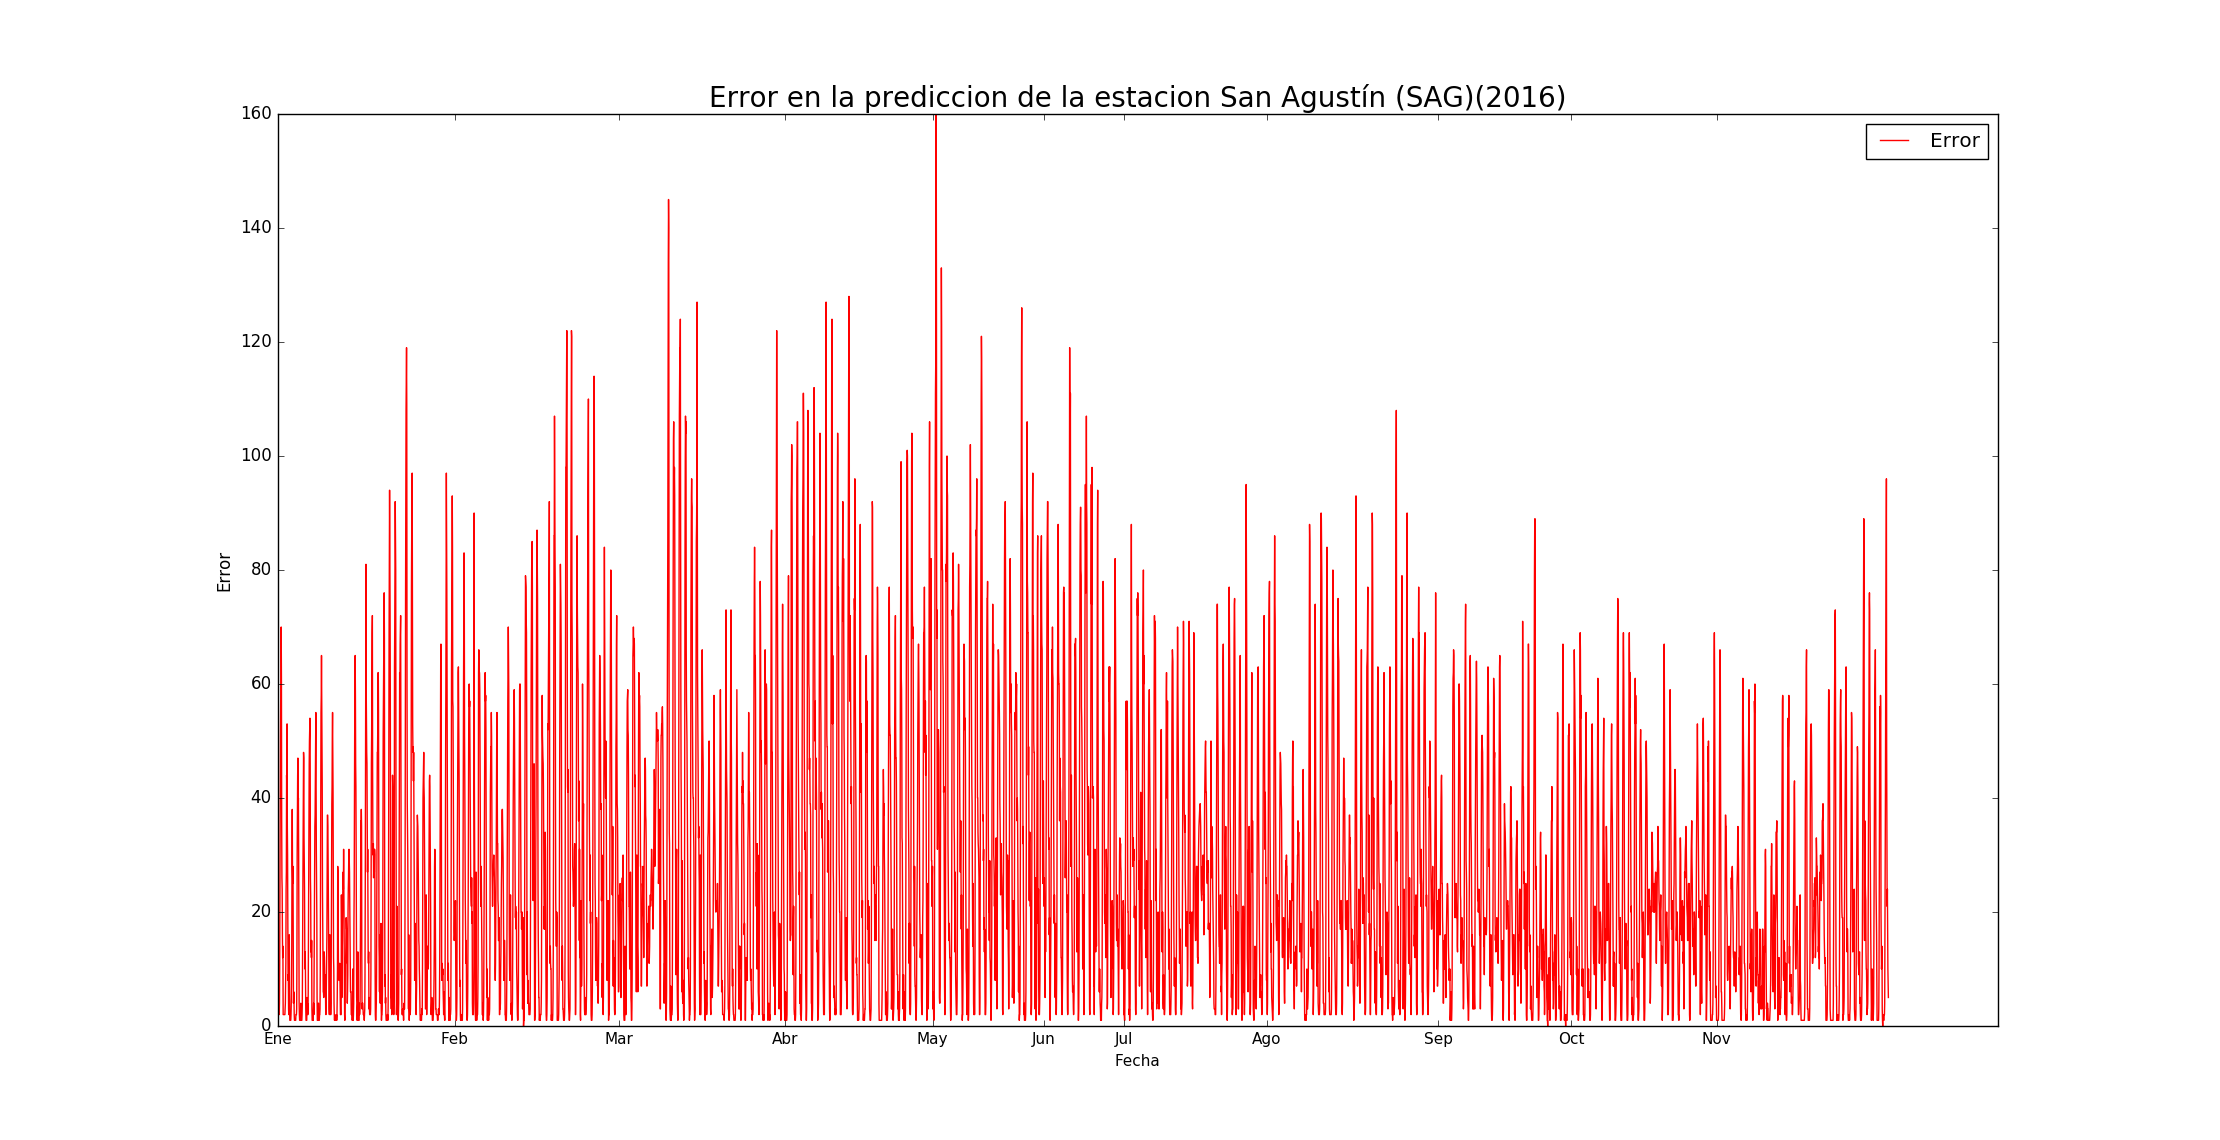 Error en la prediccion de la estacion San Agustín (SAG)(2016)
160
Error
140
120
100
80
Error
60
40
20
0
Ene Feb Mar Abr May Jun Jul Ago Sep Oct Nov
Fecha